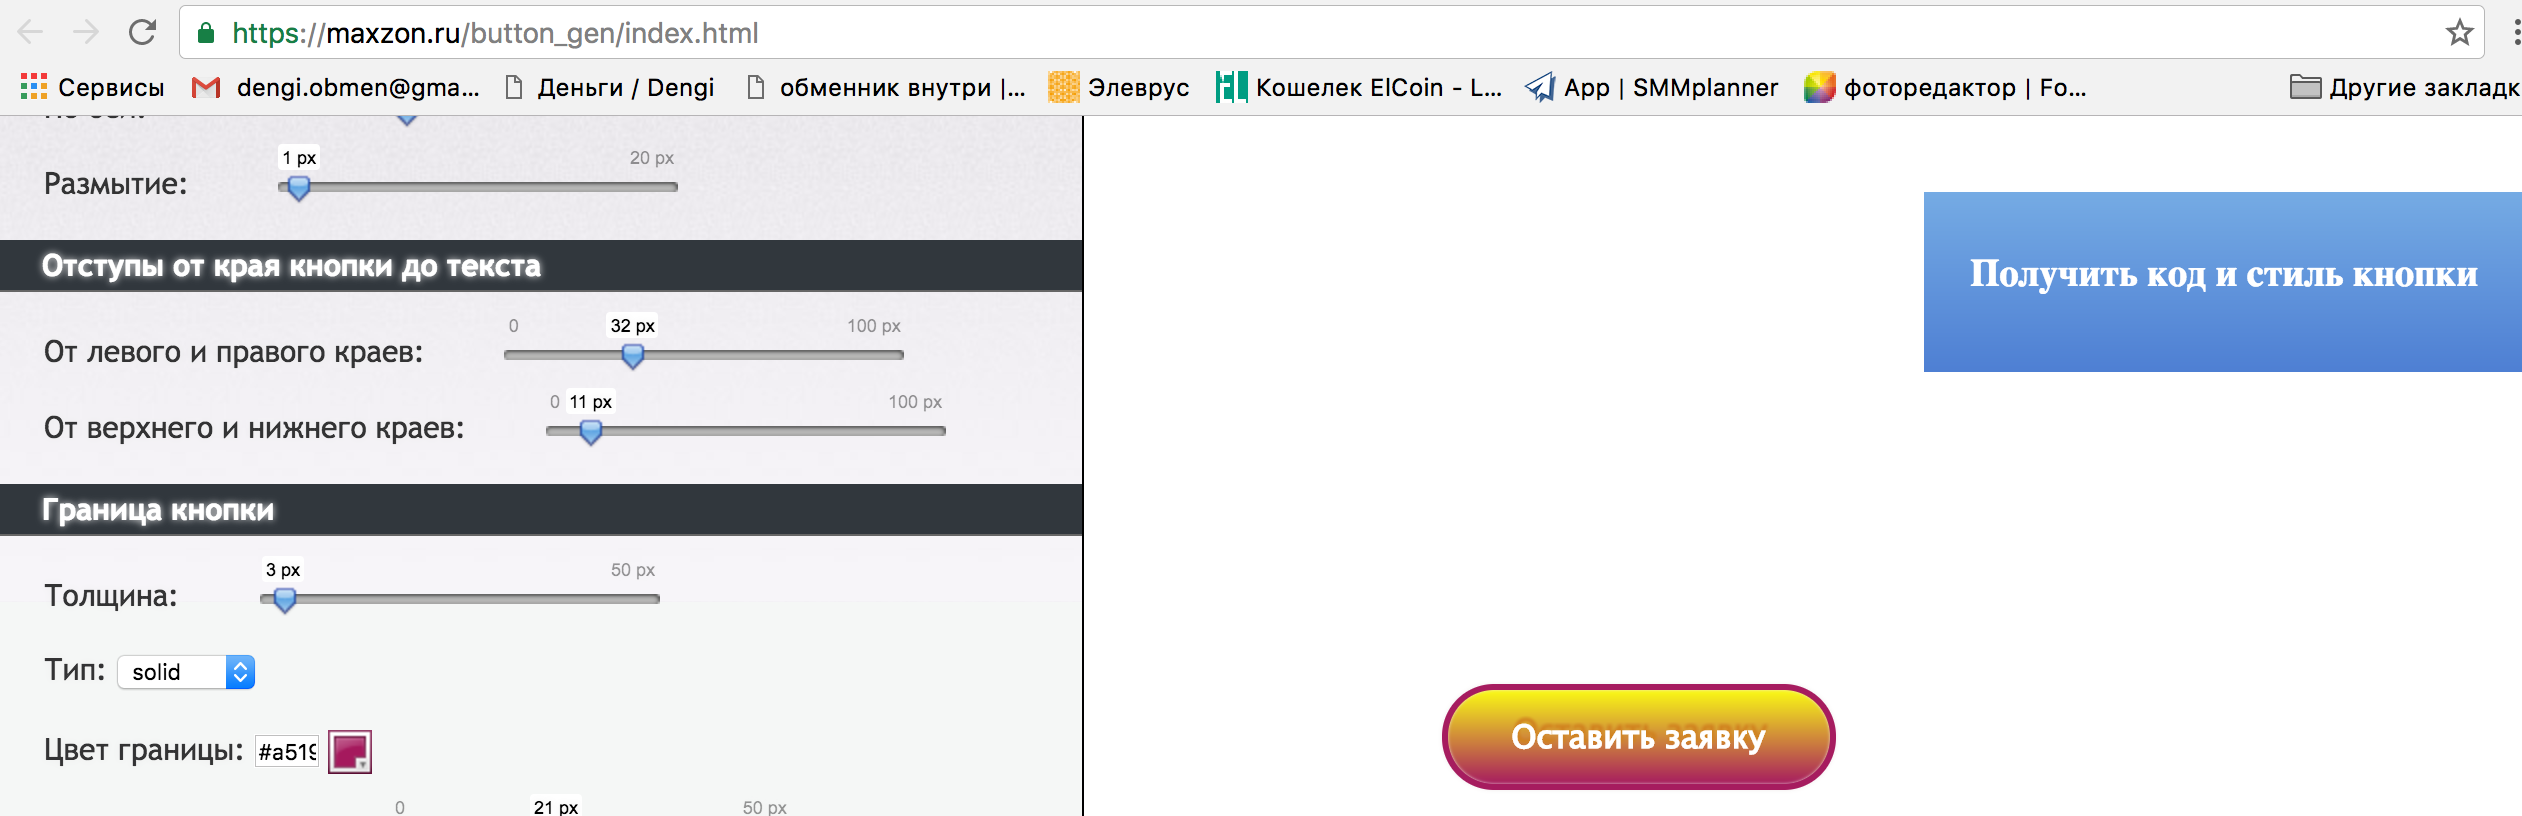 https://maxzon.ru/button_gen/index.html
Сервисы dengi.obmen@gma... Деньги / Dengi обменник внутри |... Элеврус Кошелек ElCoin - L... App | SMMplanner фоторедактор | Fo... Другие закладк
1 px 20 px
Размытие:
Отступы от края кнопки до текста
0 32 px 100 px
От левого и правого краев:
0 11 px 100 px
От верхнего и нижнего краев:
Граница кнопки
3 px 50 px
Толщина:
Тип: solid
Цвет границы: #a519
0 21 px 50 px
Получить код и стиль кнопки
Оставить заявку